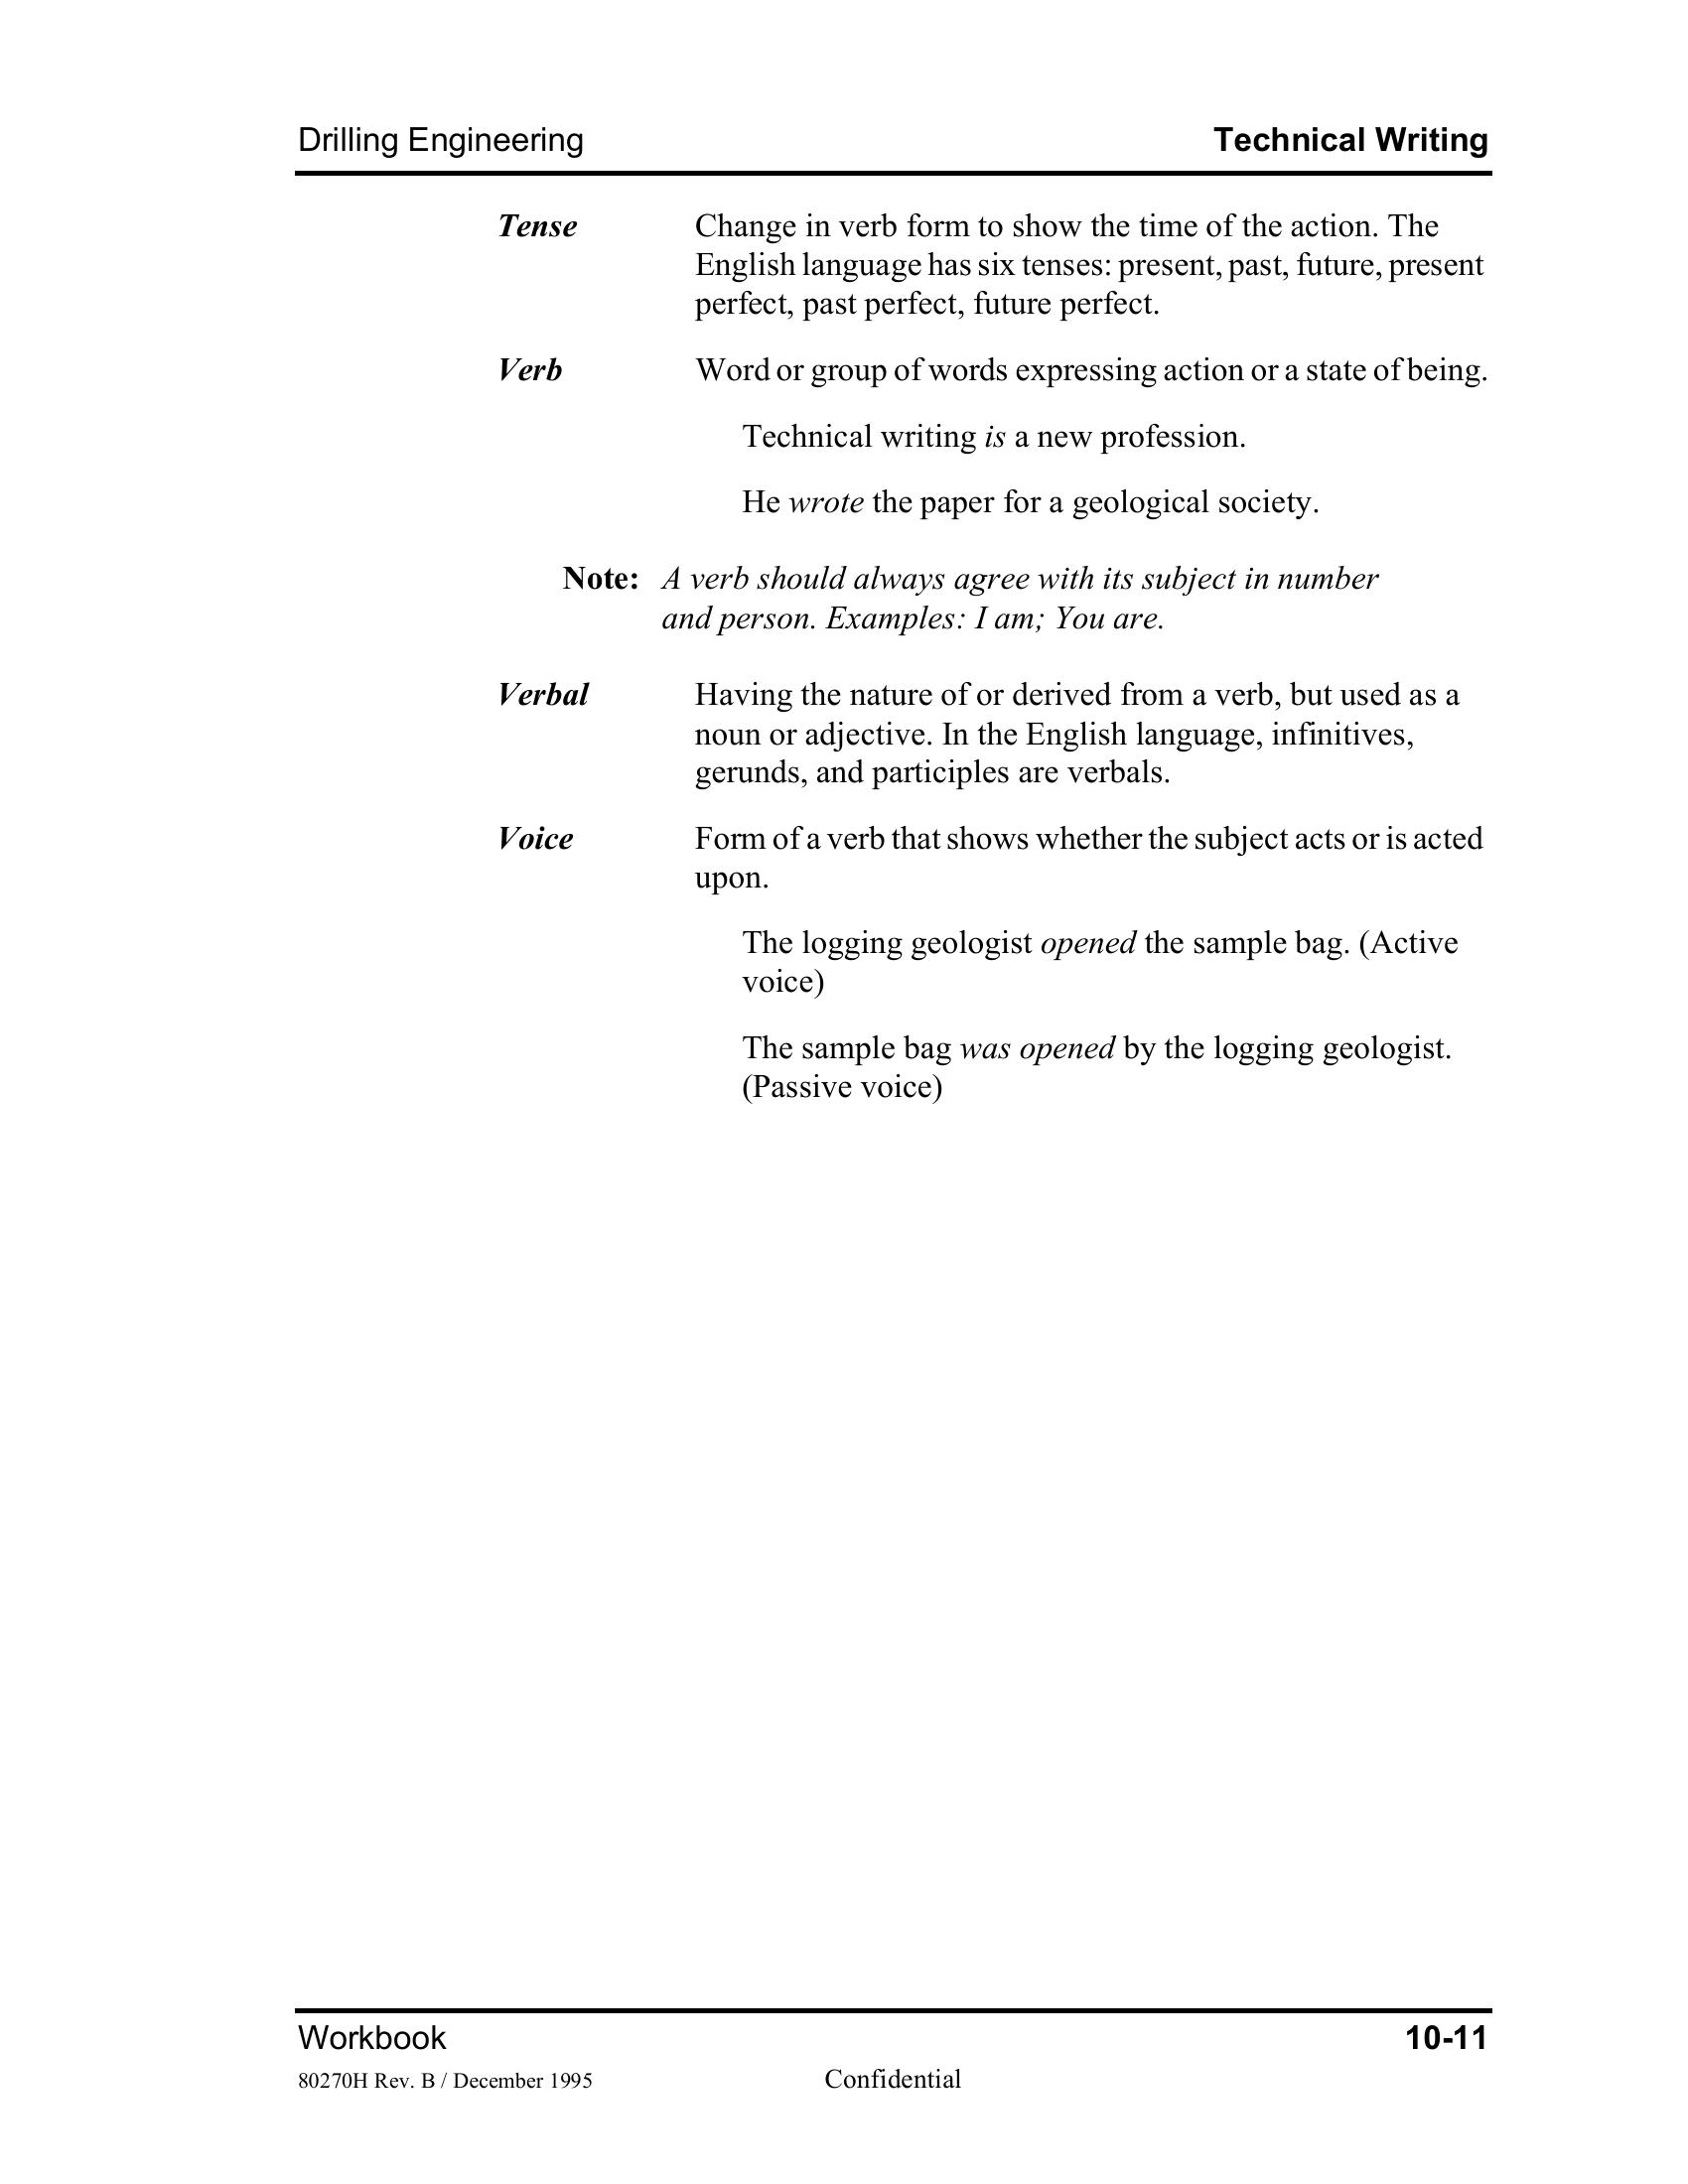 Drilling Engineering Technical Writing
Tense Change in verb form to show the time of the action. The
English language has six tenses: present, past, future, present
perfect, past perfect, future perfect.
Verb Word or group of words expressing action or a state of being.
Technical writing is a new profession.
He wrote the paper for a geological society.
Note: A verb should always agree with its subject in number
and person. Examples: I am; You are.
Verbal Having the nature of or derived from a verb, but used as a
noun or adjective. In the English language, infinitives,
gerunds, and participles are verbals.
Voice Form of a verb that shows whether the subject acts or is acted
upon.
The logging geologist opened the sample bag. (Active
voice)
The sample bag was opened by the logging geologist.
(Passive voice)
Workbook 10-11
80270H Rev. B / December 1995 Confidential